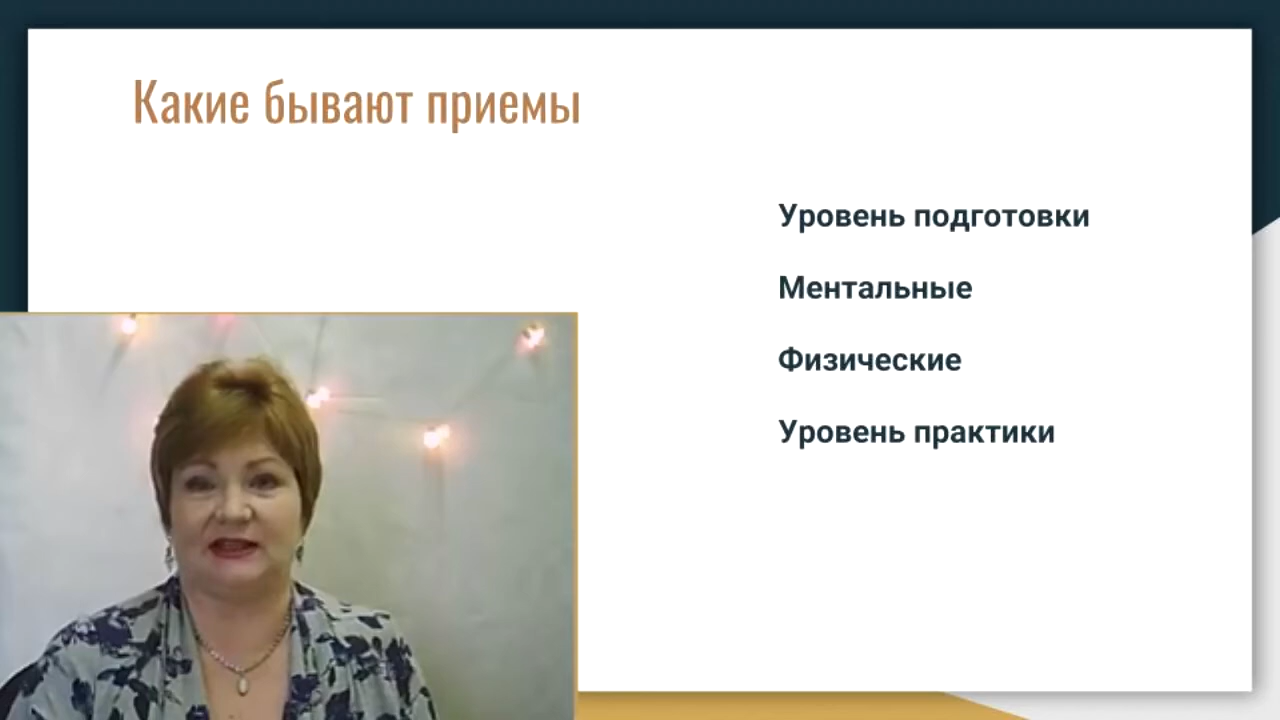 Какие бывают приемы
Уровень подготовки
Ментальные
Физические
Уровень практики